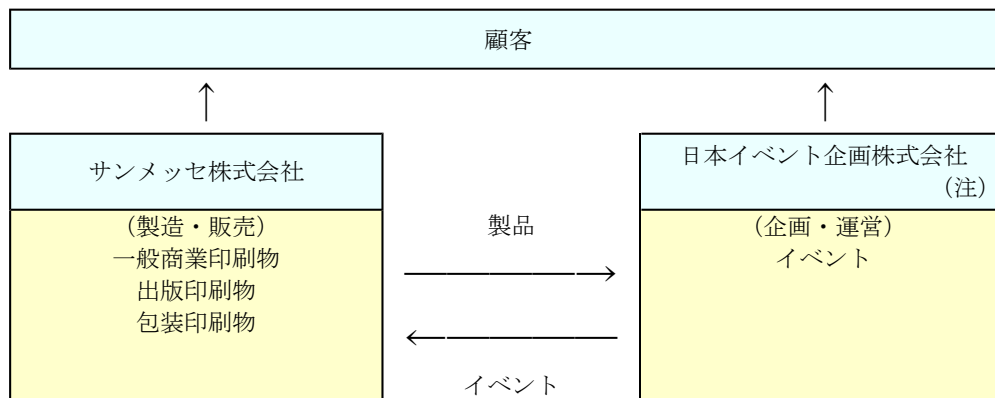 顧客
サンメッセ株式会社
日本イベント企画株式会社
(注)
(製造・販売)
一般商業印刷物
出版印刷物
包装印刷物
製品
イベント
(企画・運営)
イベント